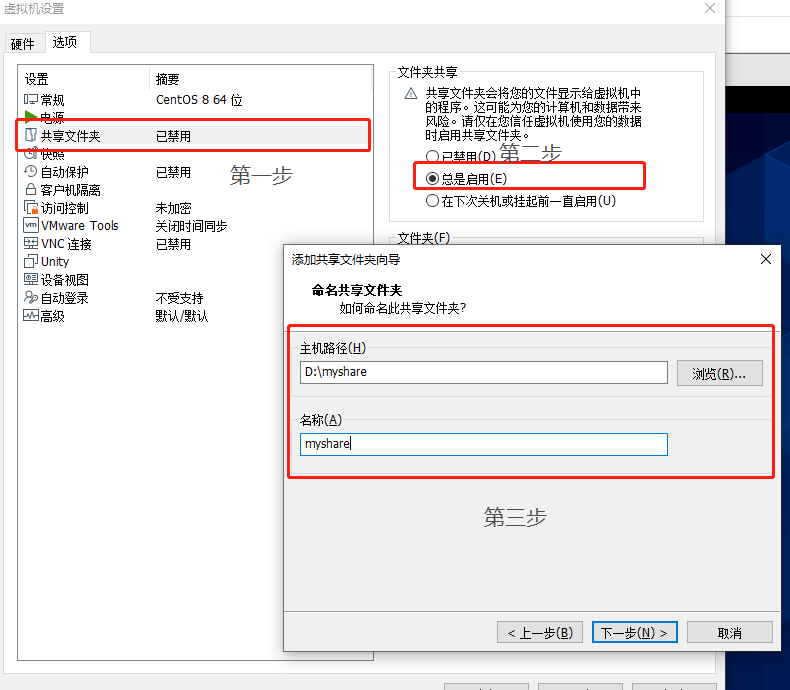 虚拟机设置
硬件 选项
设置 摘要
常规 CentOS 8 64 位
电源
共享文件夹 已禁用
快照
自动保护 已禁用
客户机隔离
访问控制 未加密
VMware Tools 关闭时间同步
VNC 连接 已禁用
Unity
设备视图
自动登录 不受支持
高级 默认/默认
第一步
文件夹共享
共享文件夹会将您的文件显示给虚拟机中
的程序。这可能为您的计算机和数据带来
风险。请仅在您信任虚拟机使用您的数据
时启用共享文件夹。
已禁用(D)
第二步
总是启用(E)
在下次关机或挂起前一直启用(U)
文件夹(F)
添加共享文件夹向导
命名共享文件夹
如何命名此共享文件夹?
主机路径(H)
D:\myshare 浏览(R)...
名称(A)
myshare
第三步
< 上一步(B) 下一步(N) > 取消